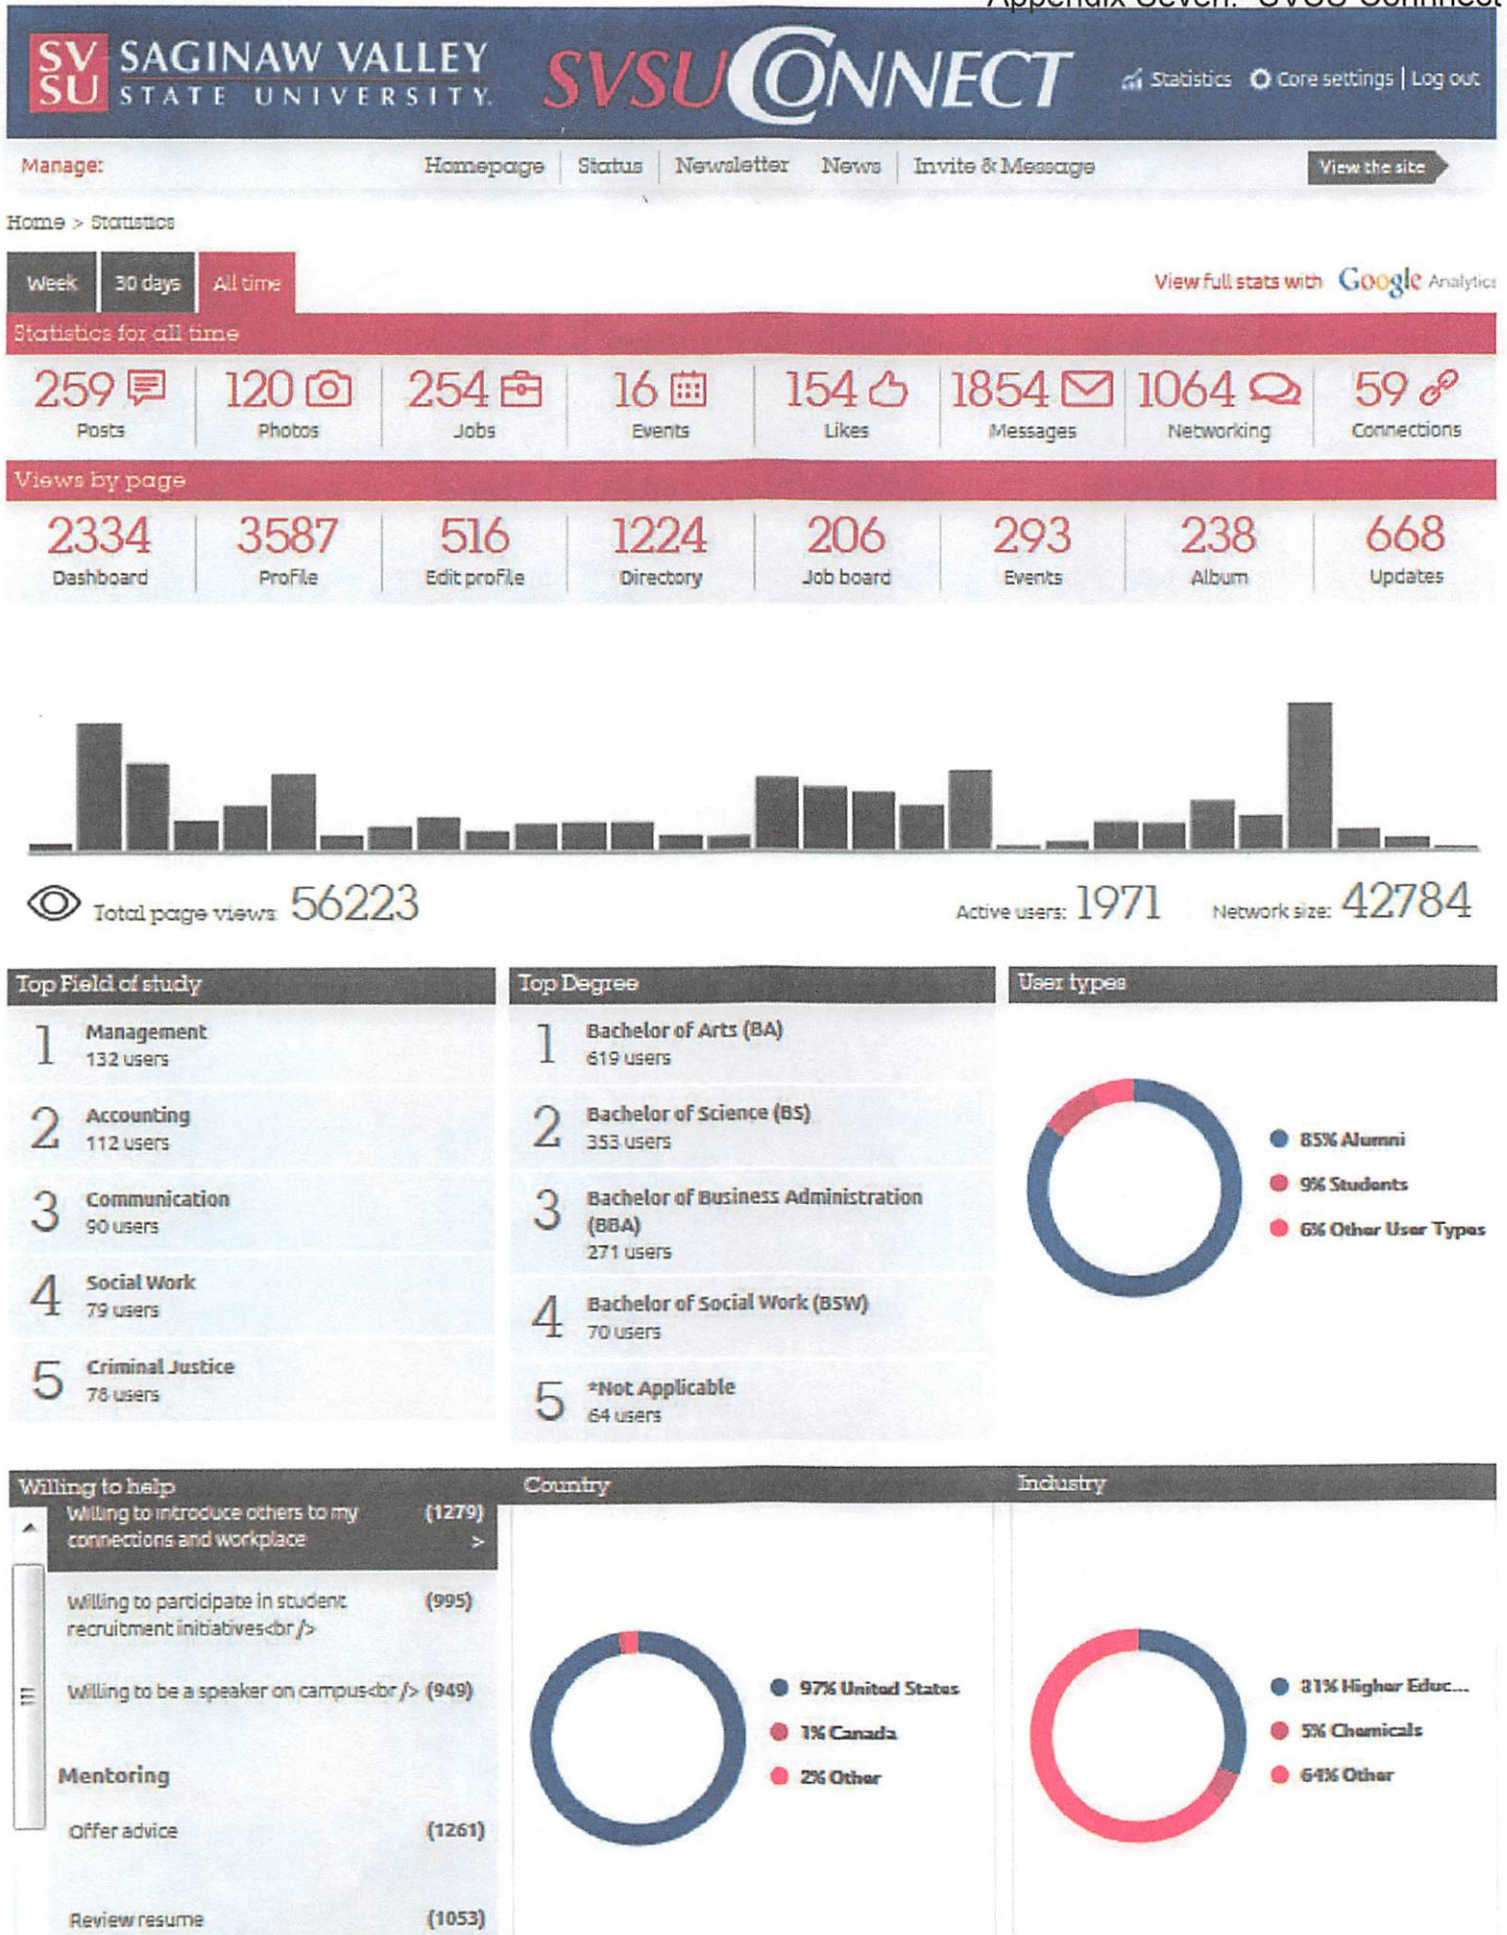 Appendix Seven: SVSU Connnect
SV
SU
SAGINAW VALLEY
STATE UNIVERSITY.
SVSUCONNECT
Statistics Core settings | Log out
Manage:
Homepage Status Newsletter News Invite & Message
View the site
Home > Statistics
Week 30 days All time
View full stats with Google Analytics
Statistics for all time
259 120 254 16 154 1854 1064 59
Posts Photos Jobs Events Likes Messages Networking Connections
Views by page
2334 3587 516 1224 206 293 238 668
Dashboard Profile Edit profile Directory Job board Events Album Updates
Total page views: 56223
Active users: 1971 Network size: 42784
Top Field of study
1 Management
132 users
2 Accounting
112 users
3 Communication
90 users
4 Social Work
79 users
5 Criminal Justice
78 users
Top Degree
1 Bachelor of Arts (BA)
619 users
2 Bachelor of Science (BS)
353 users
3 Bachelor of Business Administration
(BBA)
271 users
4 Bachelor of Social Work (BSW)
70 users
5 *Not Applicable
64 users
User types
85% Alumni
9% Students
6% Other User Types
Willing to help
Willing to introduce others to my (1279)
connections and workplace >
Willing to participate in student (995)
recruitment initiatives<br/>
Willing to be a speaker on campus<br/> (949)
Mentoring
Offer advice (1261)
Review resume (1053)
Country
97% United States
1% Canada
2% Other
Industry
31% Higher Educ...
5% Chemicals
64% Other